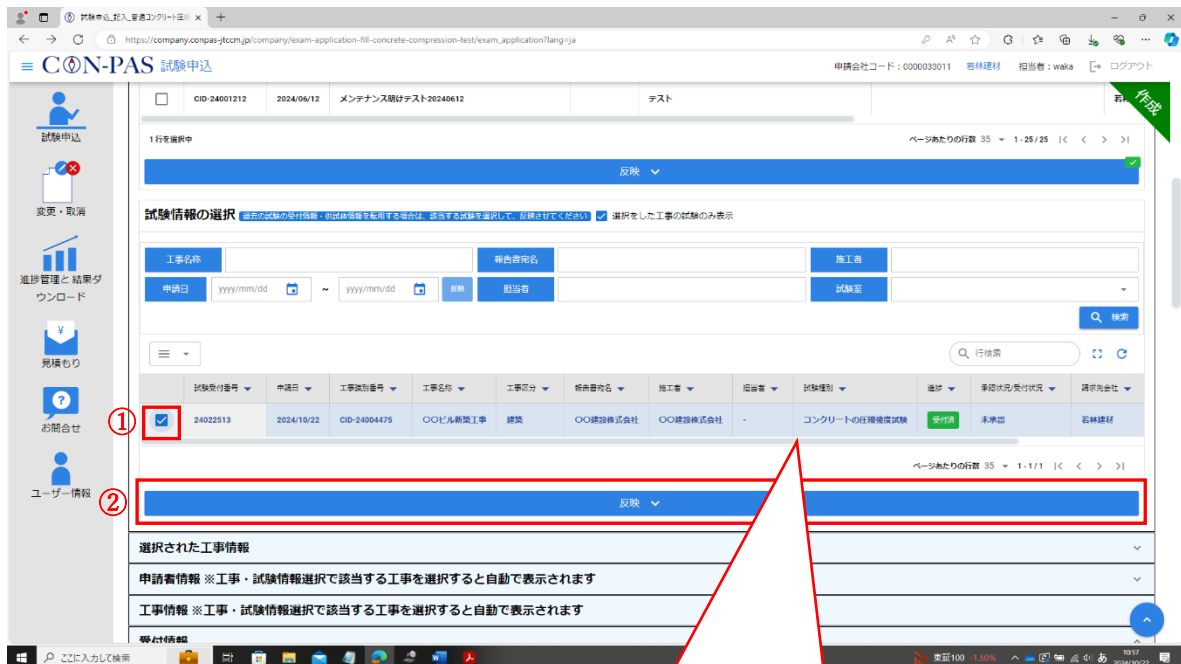 試験申込_記入_普通コンクリート圧縮 × +
https://company.conpas-jtccm.jp/company/exam-application-fill-concrete-compression-test/exam_application?lang=ja
CON-PAS 試験申込
申請会社コード：0000033011 若林建材 担当者：waka ログアウト
作成
試験申込
変更・取消
進捗管理と結果ダ
ウンロード
見積もり
お問合せ
ユーザー情報
CID-24001212 2024/06/12 メンテナンス明けテスト20240612 テスト 若林
1行を選択中 ページあたりの行数 35 1-25/25
反映
試験情報の選択 過去の試験の受付情報・供試体情報を転用する場合は、該当する試験を選択して、反映させてください 選択をした工事の試験のみ表示
工事名称 報告書宛名 施工者
申請日 yyyy/mm/dd ~ yyyy/mm/dd 反映 担当者 試験室
検索
行検索
試験受付番号 申請日 工事識別番号 工事名称 工事区分 報告書宛名 施工者 担当者 試験種別 進捗 承認状況/受付状況 請求先会社
① 24022513 2024/10/22 CID-24004475 〇〇ビル新築工事 建築 〇〇建設株式会社 〇〇建設株式会社 - コンクリートの圧縮強度試験 受付済 未承認 若林建材
ページあたりの行数 35 1-1/1
② 反映
選択された工事情報
申請者情報 ※工事・試験情報選択で該当する工事を選択すると自動で表示されます
工事情報 ※工事・試験情報選択で該当する工事を選択すると自動で表示されます
受付情報
ここに入力して検索
東証100 -1.50% あ 10:57
2024/10/22